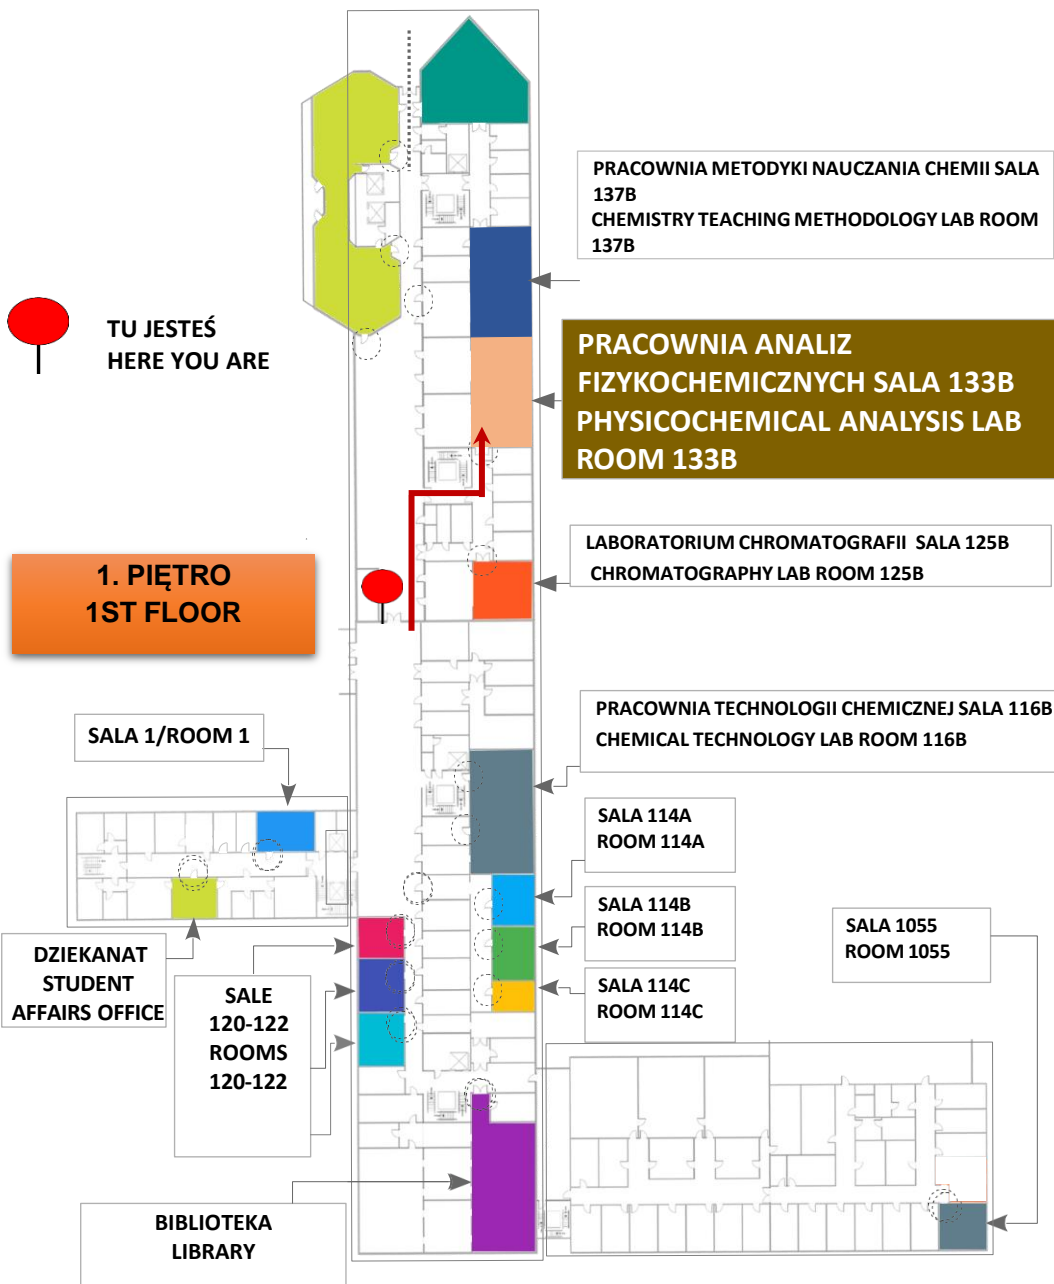 PRACOWNIA METODYKI NAUCZANIA CHEMII SALA
137B
CHEMISTRY TEACHING METHODOLOGY LAB ROOM
137B
TU JESTEŚ
HERE YOU ARE
PRACOWNIA ANALIZ
FIZYKOCHEMICZNYCH SALA 133B
PHYSICOCHEMICAL ANALYSIS LAB
ROOM 133B
LABORATORIUM CHROMATOGRAFII SALA 125B
CHROMATOGRAPHY LAB ROOM 125B
1. PIĘTRO
1ST FLOOR
PRACOWNIA TECHNOLOGII CHEMICZNEJ SALA 116B
CHEMICAL TECHNOLOGY LAB ROOM 116B
SALA 1/ROOM 1
SALA 114A
ROOM 114A
SALA 114B
ROOM 114B
SALA 114C
ROOM 114C
SALA 1055
ROOM 1055
DZIEKANAT
STUDENT
AFFAIRS OFFICE
SALE
120-122
ROOMS
120-122
BIBLIOTEKA
LIBRARY